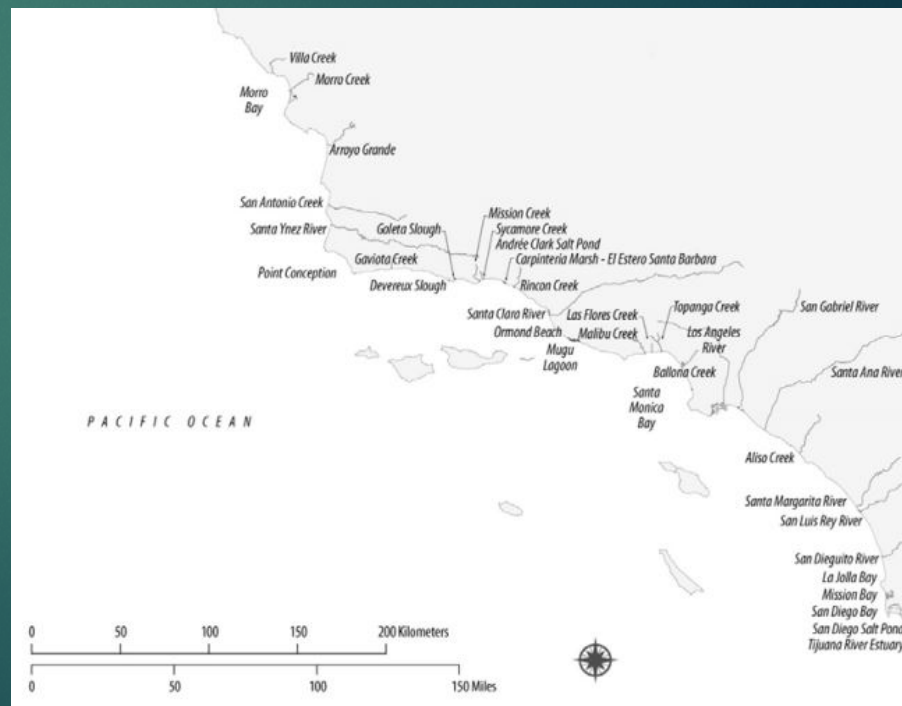 Villa Creek
Morro Creek
Morro
Bay
Arroyo Grande
San Antonio Creek
Mission Creek
Santa Ynez River
Goleta Slough
Sycamore Creek
Andrée Clark Salt Pond
Gaviota Creek
Carpinteria Marsh - El Estero Santa Barbara
Point Conception
Devereux Slough
Rincon Creek
Santa Clara River
Las Flores Creek
Topanga Creek
San Gabriel River
Ormond Beach
Malibu Creek
Los Angeles
River
Mugu
Lagoon
Ballona Creek
Santa Ana River
Santa
Monica
Bay
PACIFIC OCEAN
Aliso Creek
Santa Margarita River
San Luis Rey River
San Dieguito River
La Jolla Bay
Mission Bay
San Diego Bay
San Diego Salt Pond
Tijuana River Estuary
0 50 100 150 200 Kilometers
0 50 100 150 Miles